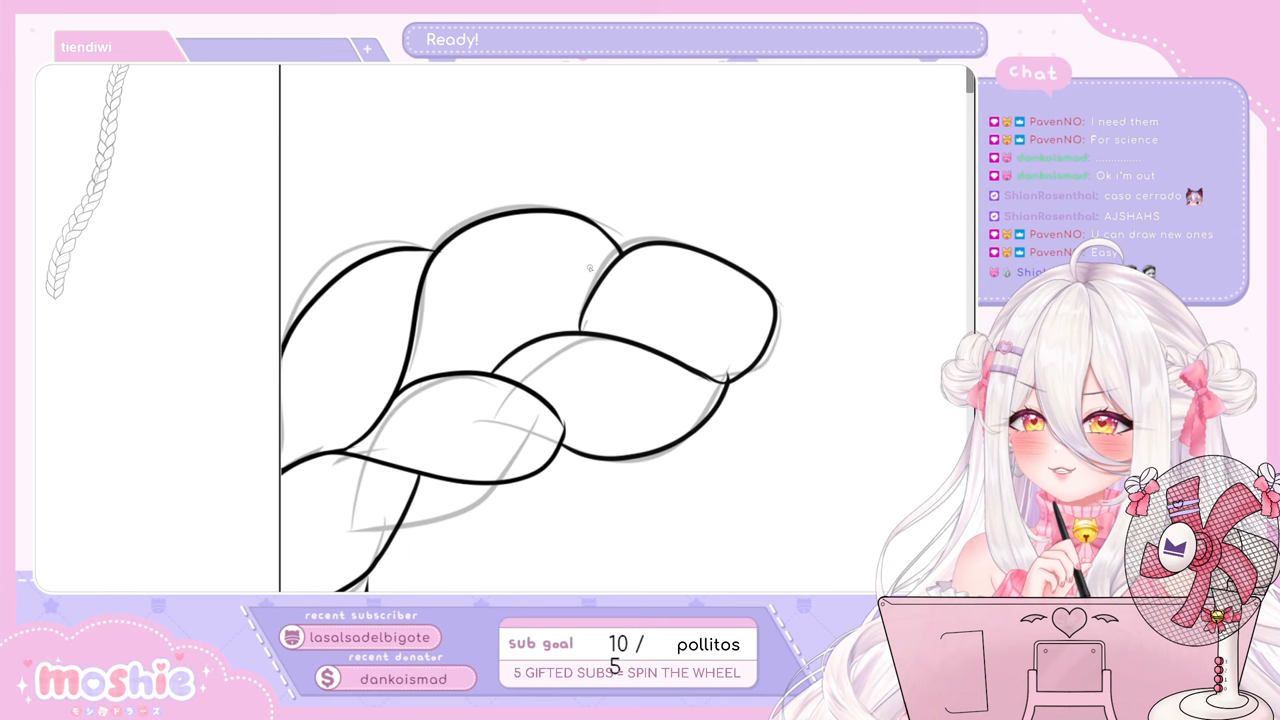 tiendiwi
+
Ready!
chat
PavenNO: I need them
PavenNO: For science
dankoismad: ...............
dankoismad: Ok i'm out
ShionRosenthal: caso cerrado
ShionRosenthal: AJSHAHS
PavenNO: U can draw new ones
PavenNO: Easy
recent subscriber
lasalsadelbigote
recent donator
$ dankoismad
sub goal 10 / 5 pollitos
5 GIFTED SUBS = SPIN THE WHEEL
moshie